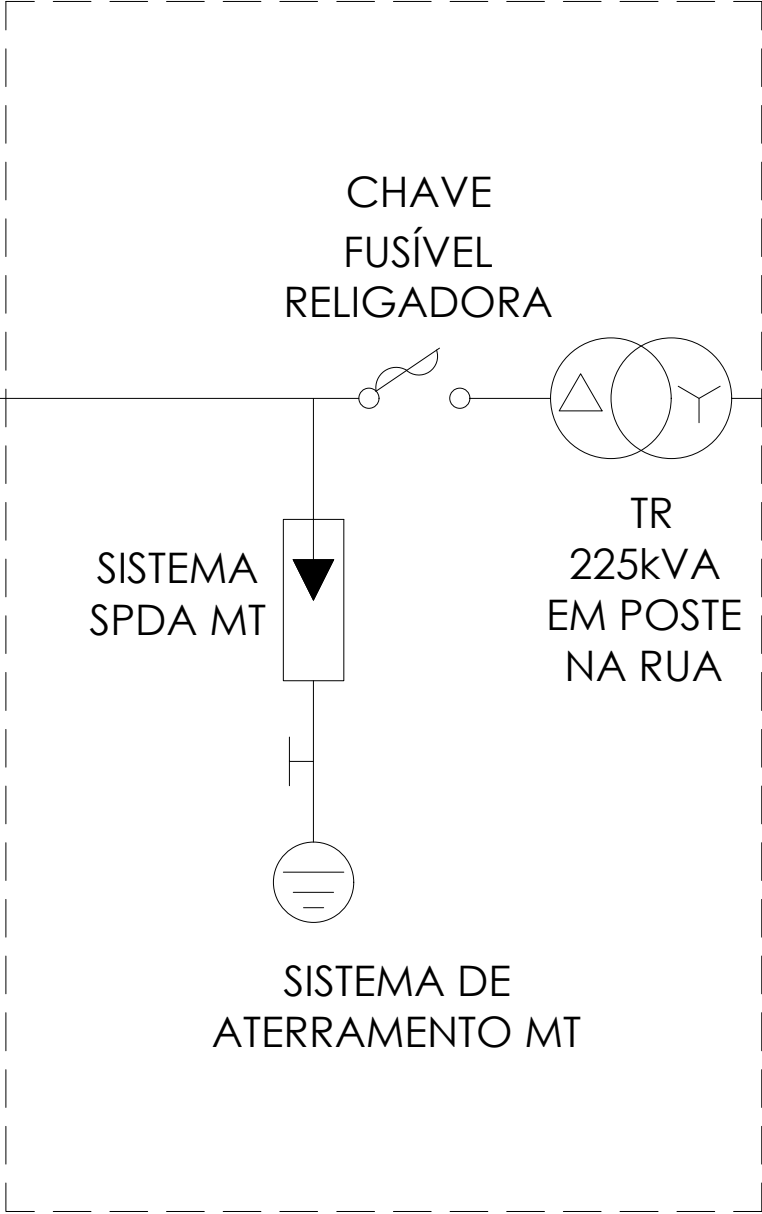 CHAVE
FUSÍVEL
RELIGADORA
SISTEMA
SPDA MT
TR
225kVA
EM POSTE
NA RUA
SISTEMA DE
ATERRAMENTO MT